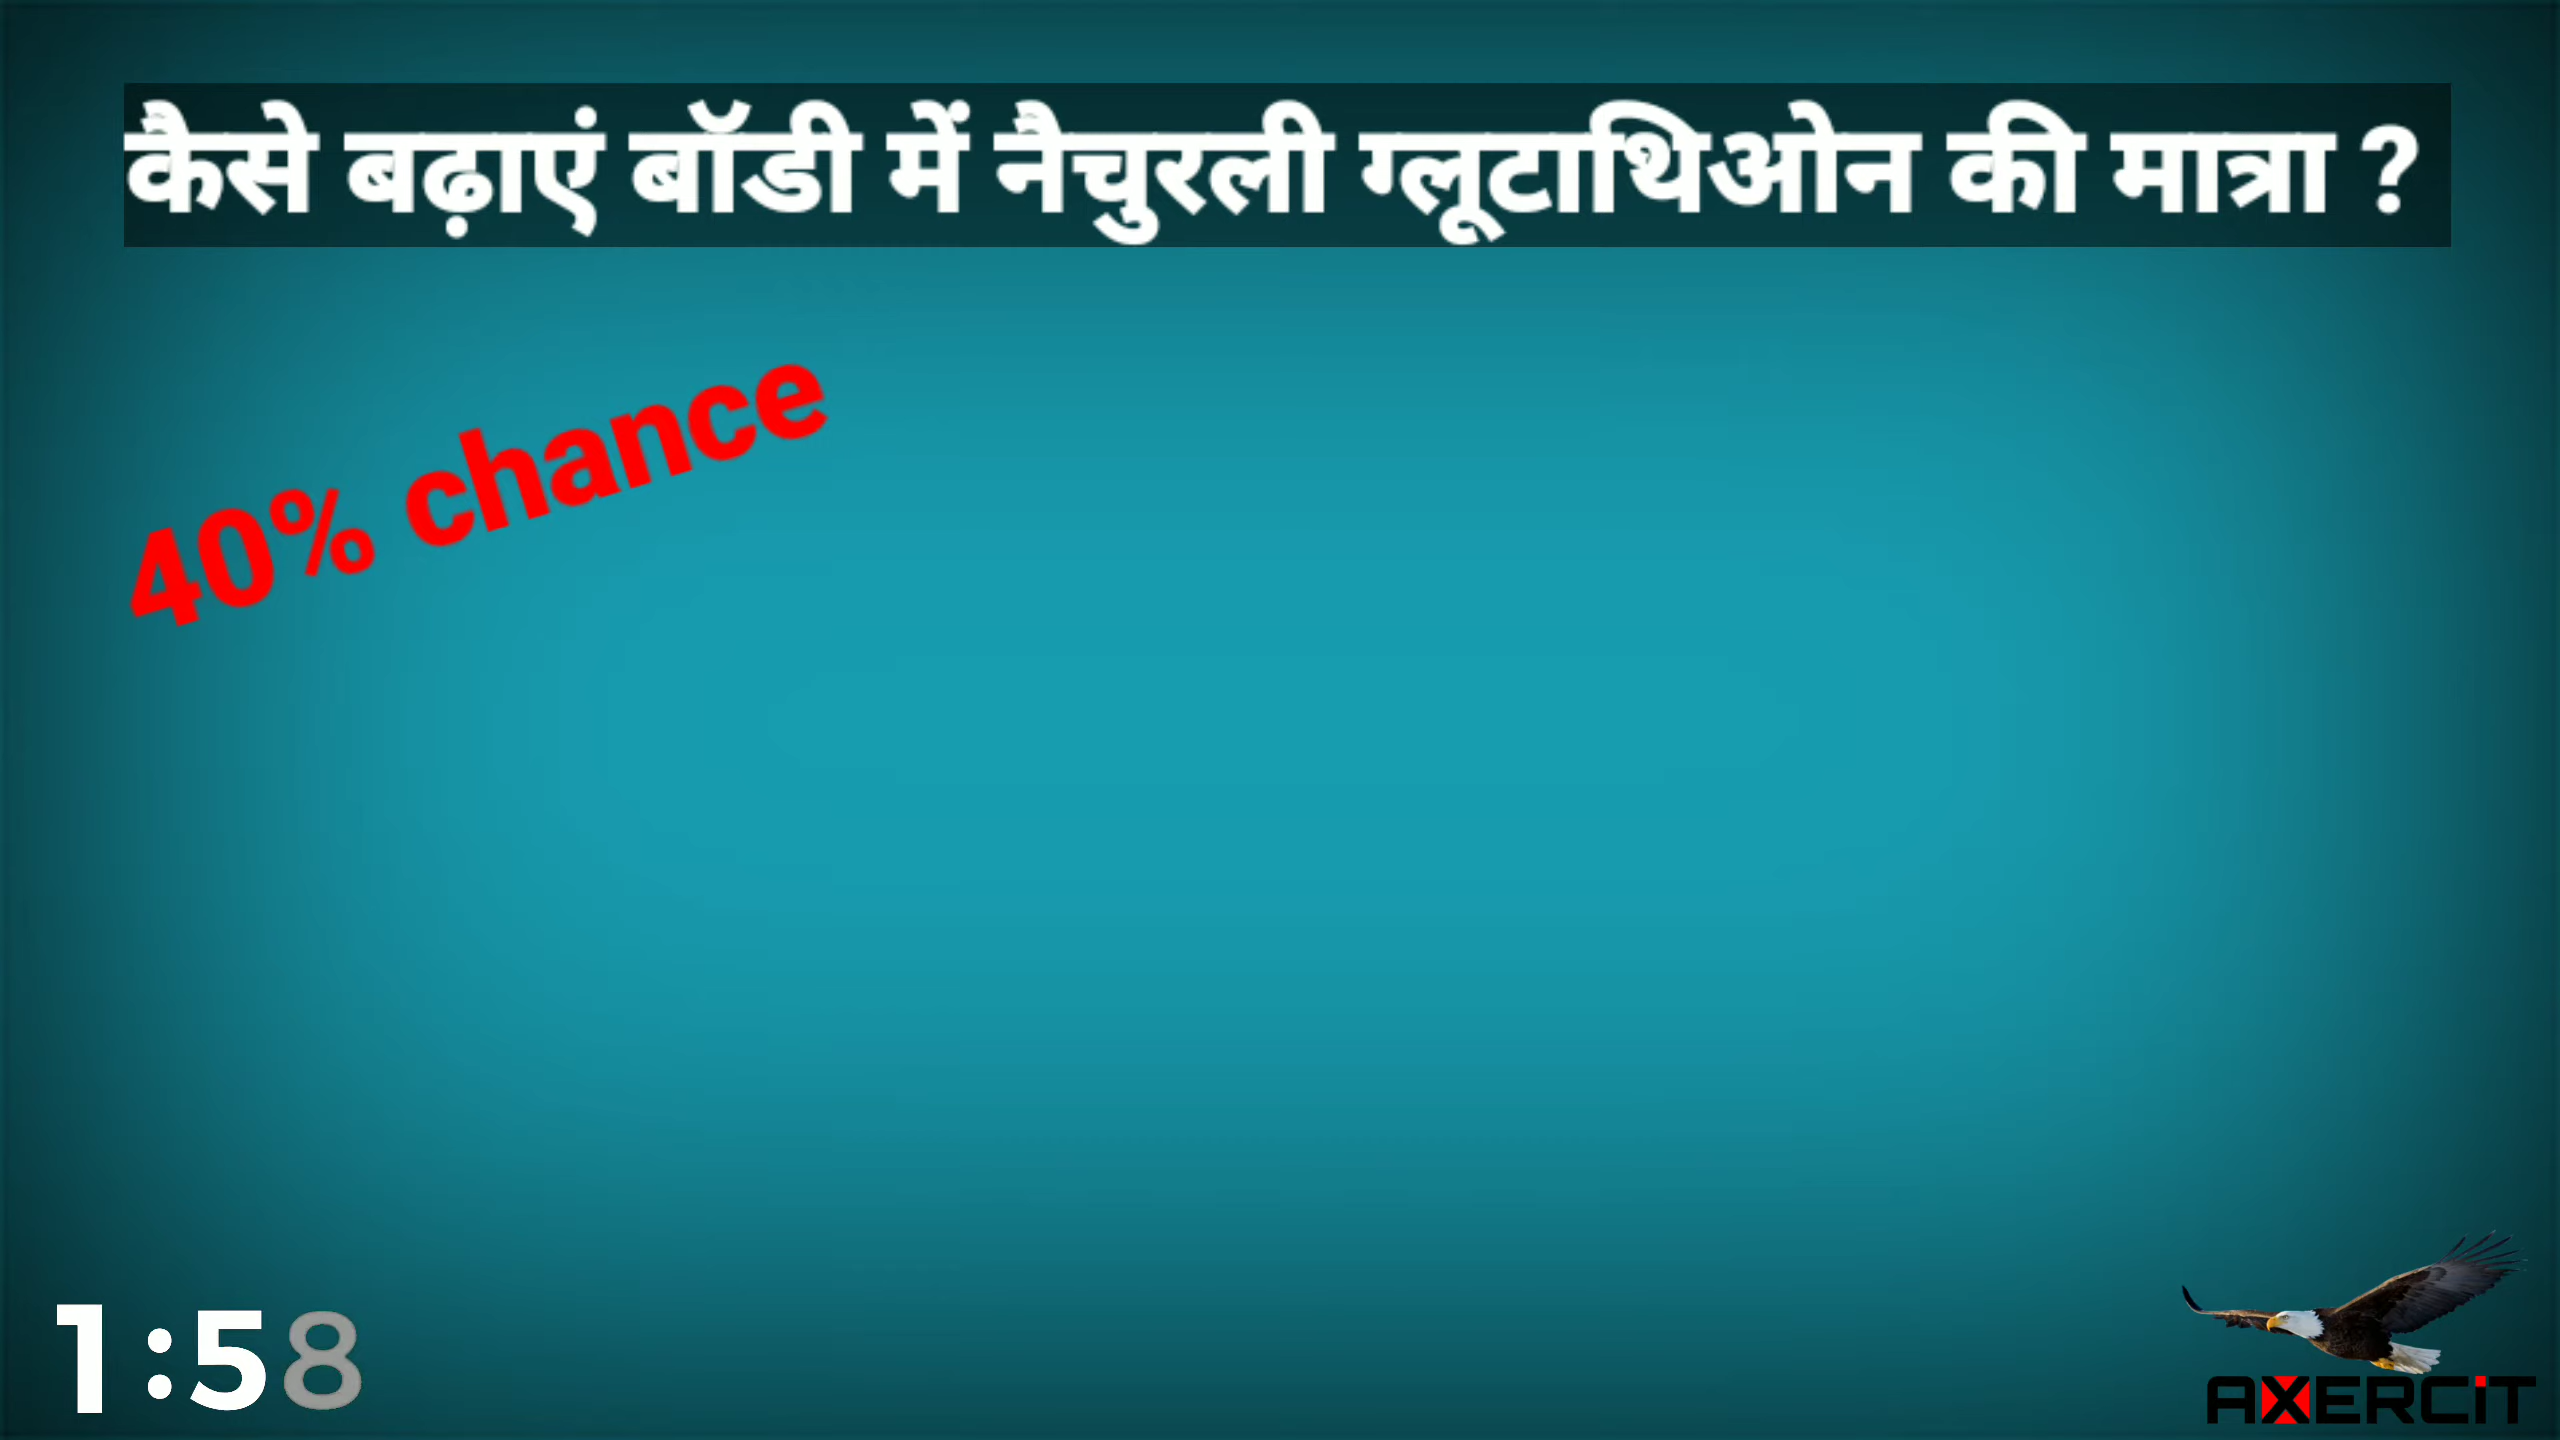 कैसे बढ़ाएं बॉडी में नैचुरली ग्लूटाथिओन की मात्रा ?
40% chance
1:58
AXERCiT